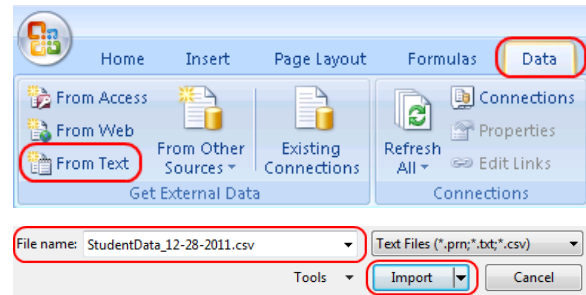 Home Insert Page Layout Formulas Data
From Access
From Web
From Text
From Other
Sources
Existing
Connections
Get External Data
Refresh
All
Connections
Properties
Edit Links
Connections
File name: StudentData_12-28-2011.csv Text Files (*.prn;*.txt;*.csv)
Tools Import Cancel